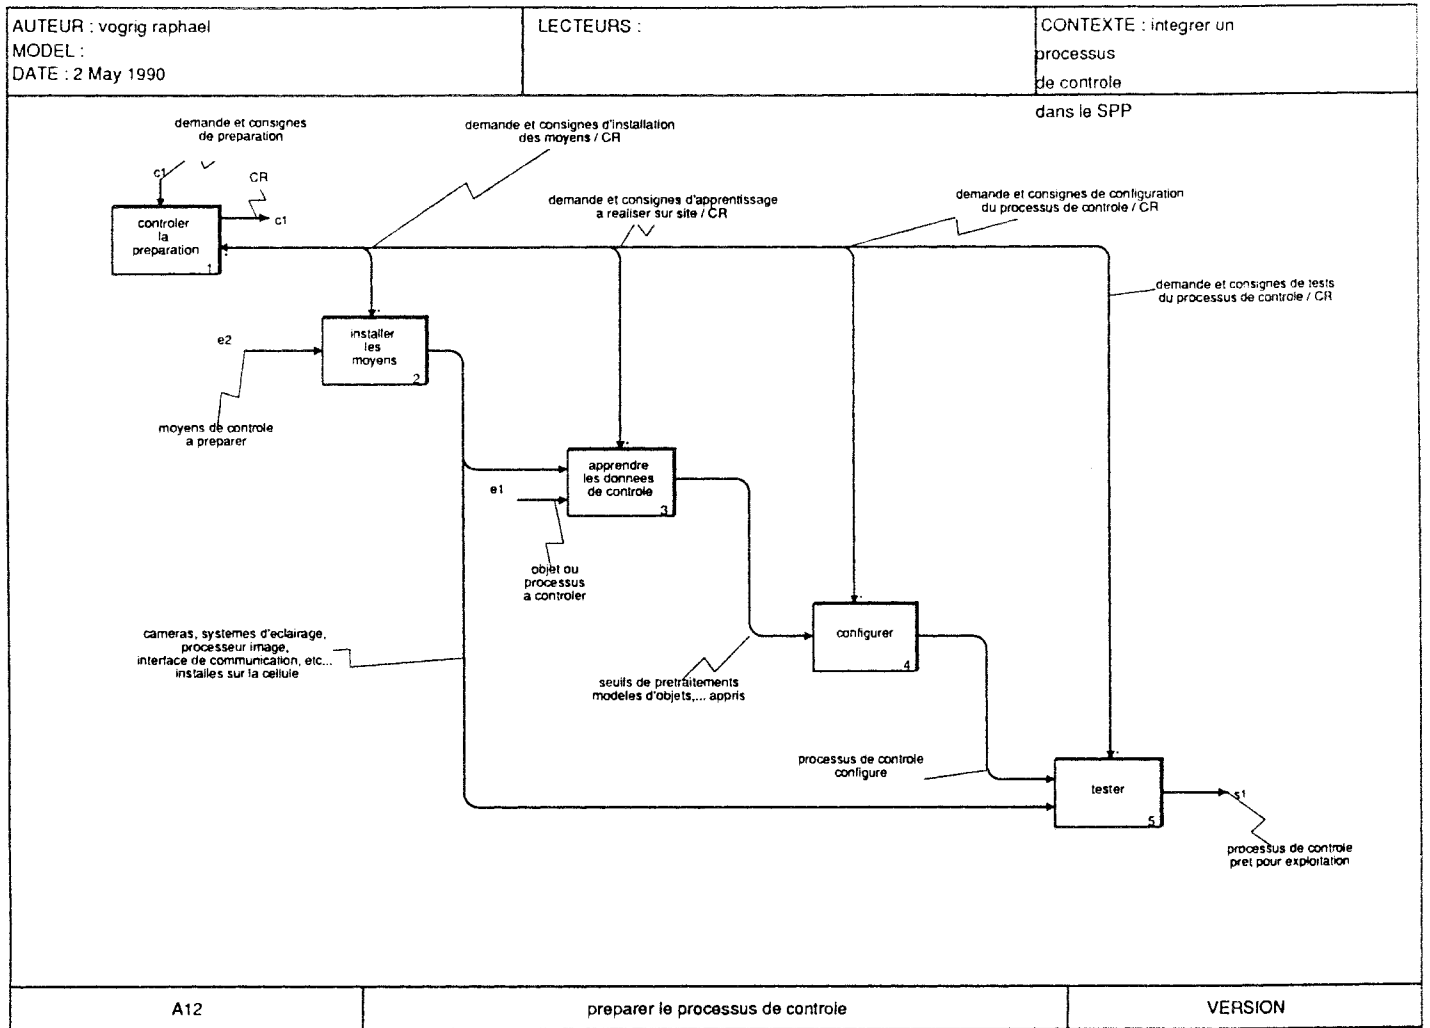 AUTEUR : vogrig raphael
MODEL :
DATE : 2 May 1990
LECTEURS :
CONTEXTE : integrer un
processus
de controle
dans le SPP
demande et consignes
de preparation
c1
CR
c1
controler
la
preparation
1
demande et consignes d'installation
des moyens / CR
demande et consignes d'apprentissage
a realiser sur site / CR
demande et consignes de configuration
du processus de controle / CR
demande et consignes de tests
du processus de controle / CR
e2
installer
les
moyens
2
moyens de controle
a preparer
e1
apprendre
les donnees
de controle
3
objet ou
processus
a controler
cameras, systemes d'eclairage,
processeur image,
interface de communication, etc...
installes sur la cellule
configurer
4
seuils de pretraitements
modeles d'objets,... appris
processus de controle
configure
tester
5
s1
processus de controle
pret pour exploitation
A12
preparer le processus de controle
VERSION